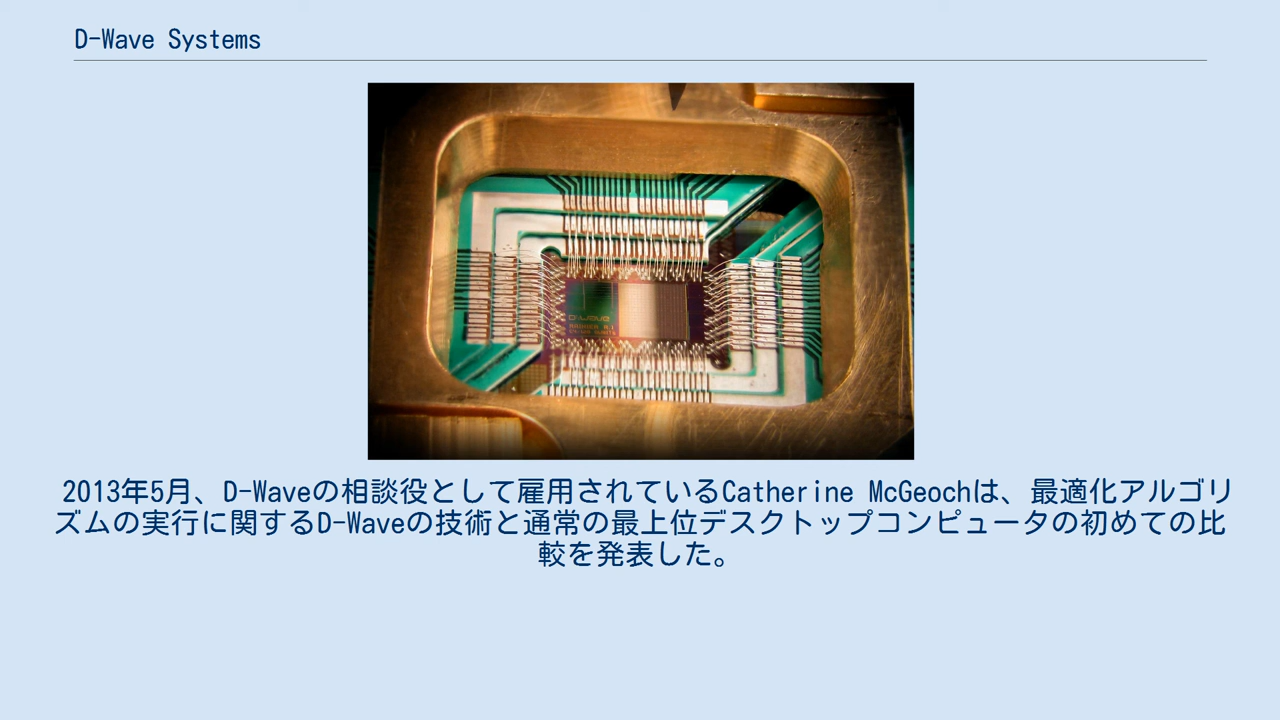 D-Wave Systems
D-Wave
2013年5月、D-Waveの相談役として雇用されているCatherine McGeochは、最適化アルゴリ
ズムの実行に関するD-Waveの技術と通常の最上位デスクトップコンピュータの初めての比
較を発表した。